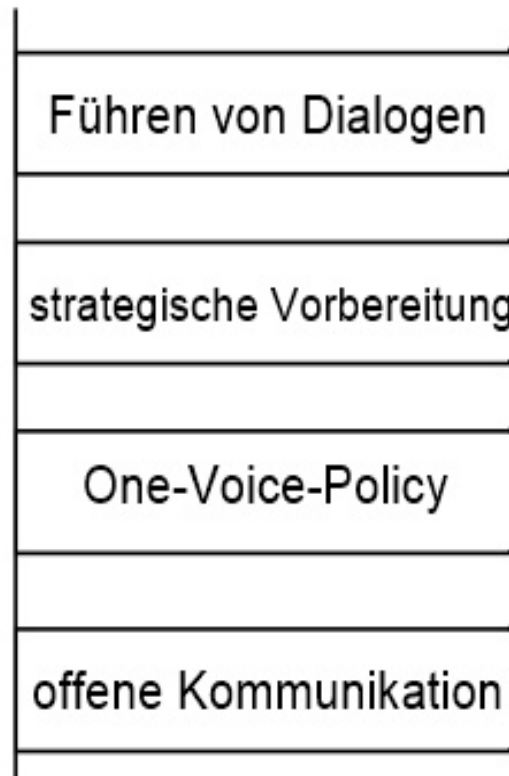 Führen von Dialogen
strategische Vorbereitung
One-Voice-Policy
offene Kommunikation